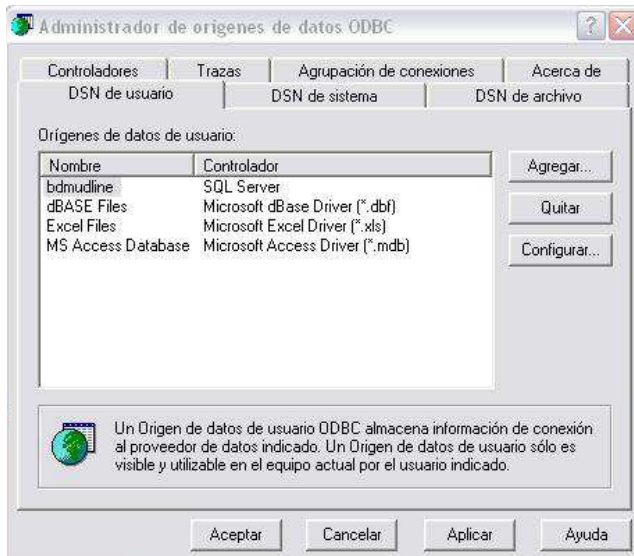 Administrador de orígenes de datos ODBC
Controladores Trazas Agrupación de conexiones Acerca de
DSN de usuario DSN de sistema DSN de archivo
Orígenes de datos de usuario:
Nombre Controlador
bdmudline SQL Server
dBASE Files Microsoft dBase Driver (*.dbf)
Excel Files Microsoft Excel Driver (*.xls)
MS Access Database Microsoft Access Driver (*.mdb)
Agregar...
Quitar
Configurar...
Un Origen de datos de usuario ODBC almacena información de conexión
al proveedor de datos indicado. Un Origen de datos de usuario sólo es
visible y utilizable en el equipo actual por el usuario indicado.
Aceptar Cancelar Aplicar Ayuda